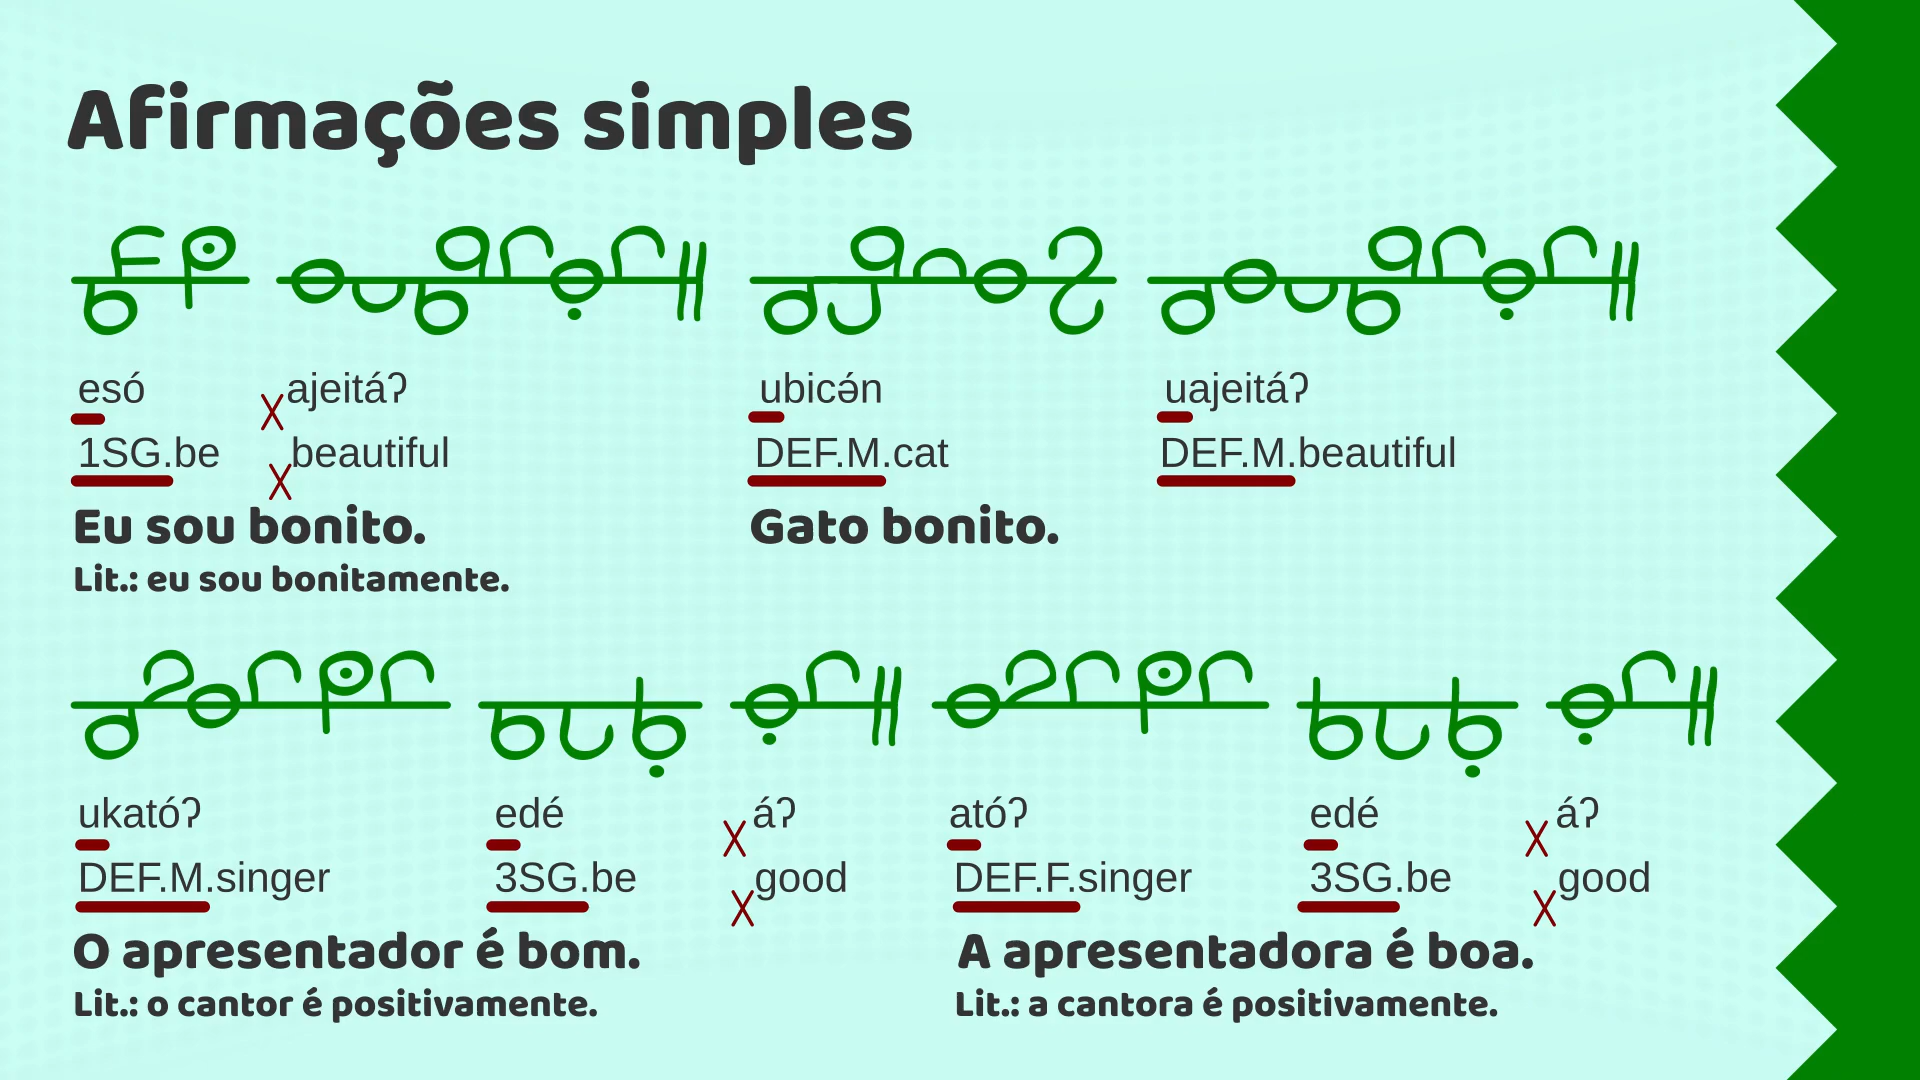 Afirmações simples
esó ajeitáʔ
1SG.be beautiful
Eu sou bonito.
Lit.: eu sou bonitamente.
ubicə́n uajeitáʔ
DEF.M.cat DEF.M.beautiful
Gato bonito.
ukatóʔ edé áʔ
DEF.M.singer 3SG.be good
O apresentador é bom.
Lit.: o cantor é positivamente.
atóʔ edé áʔ
DEF.F.singer 3SG.be good
A apresentadora é boa.
Lit.: a cantora é positivamente.